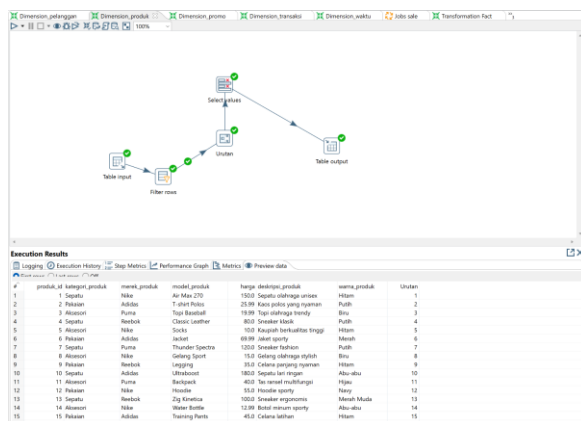 Dimension_pelanggan Dimension_produk Dimension_promo Dimension_transaksi Dimension_waktu Jobs sale Transformation Fact
100%
Select values
Urutan
Table output
Table input
Filter rows
Execution Results
Logging Execution History Step Metrics Performance Graph Metrics Preview data
First rows Last rows Off
# produk_id kategori_produk merek_produk model_produk harga deskripsi_produk warna_produk Urutan
1 1 Sepatu Nike Air Max 270 150.0 Sepatu olahraga unisex Hitam 1
2 2 Pakaian Adidas T-shirt Polos 25.99 Kaos polos yang nyaman Putih 2
3 3 Aksesori Puma Topi Baseball 19.99 Topi olahraga trendy Biru 3
4 4 Sepatu Reebok Classic Leather 80.0 Sneaker klasik Putih 4
5 5 Aksesori Nike Socks 10.0 Kaupiah berkualitas tinggi Hitam 5
6 6 Pakaian Adidas Jacket 69.99 Jaket sporty Merah 6
7 7 Sepatu Puma Thunder Spectra 120.0 Sneaker fashion Putih 7
8 8 Aksesori Nike Gelang Sport 15.0 Gelang olahraga stylish Biru 8
9 9 Pakaian Reebok Legging 35.0 Celana panjang nyaman Hitam 9
10 10 Sepatu Adidas Ultraboost 180.0 Sepatu lari ringan Abu-abu 10
11 11 Aksesori Puma Backpack 40.0 Tas ransel multifungsi Hijau 11
12 12 Pakaian Nike Hoodie 55.0 Hoodie sporty Navy 12
13 13 Sepatu Reebok Zig Kinetica 100.0 Sneaker ergonomis Merah Muda 13
14 14 Aksesori Nike Water Bottle 12.99 Botol minum sporty Abu-abu 14
15 15 Pakaian Adidas Training Pants 45.0 Celana latihan Hitam 15